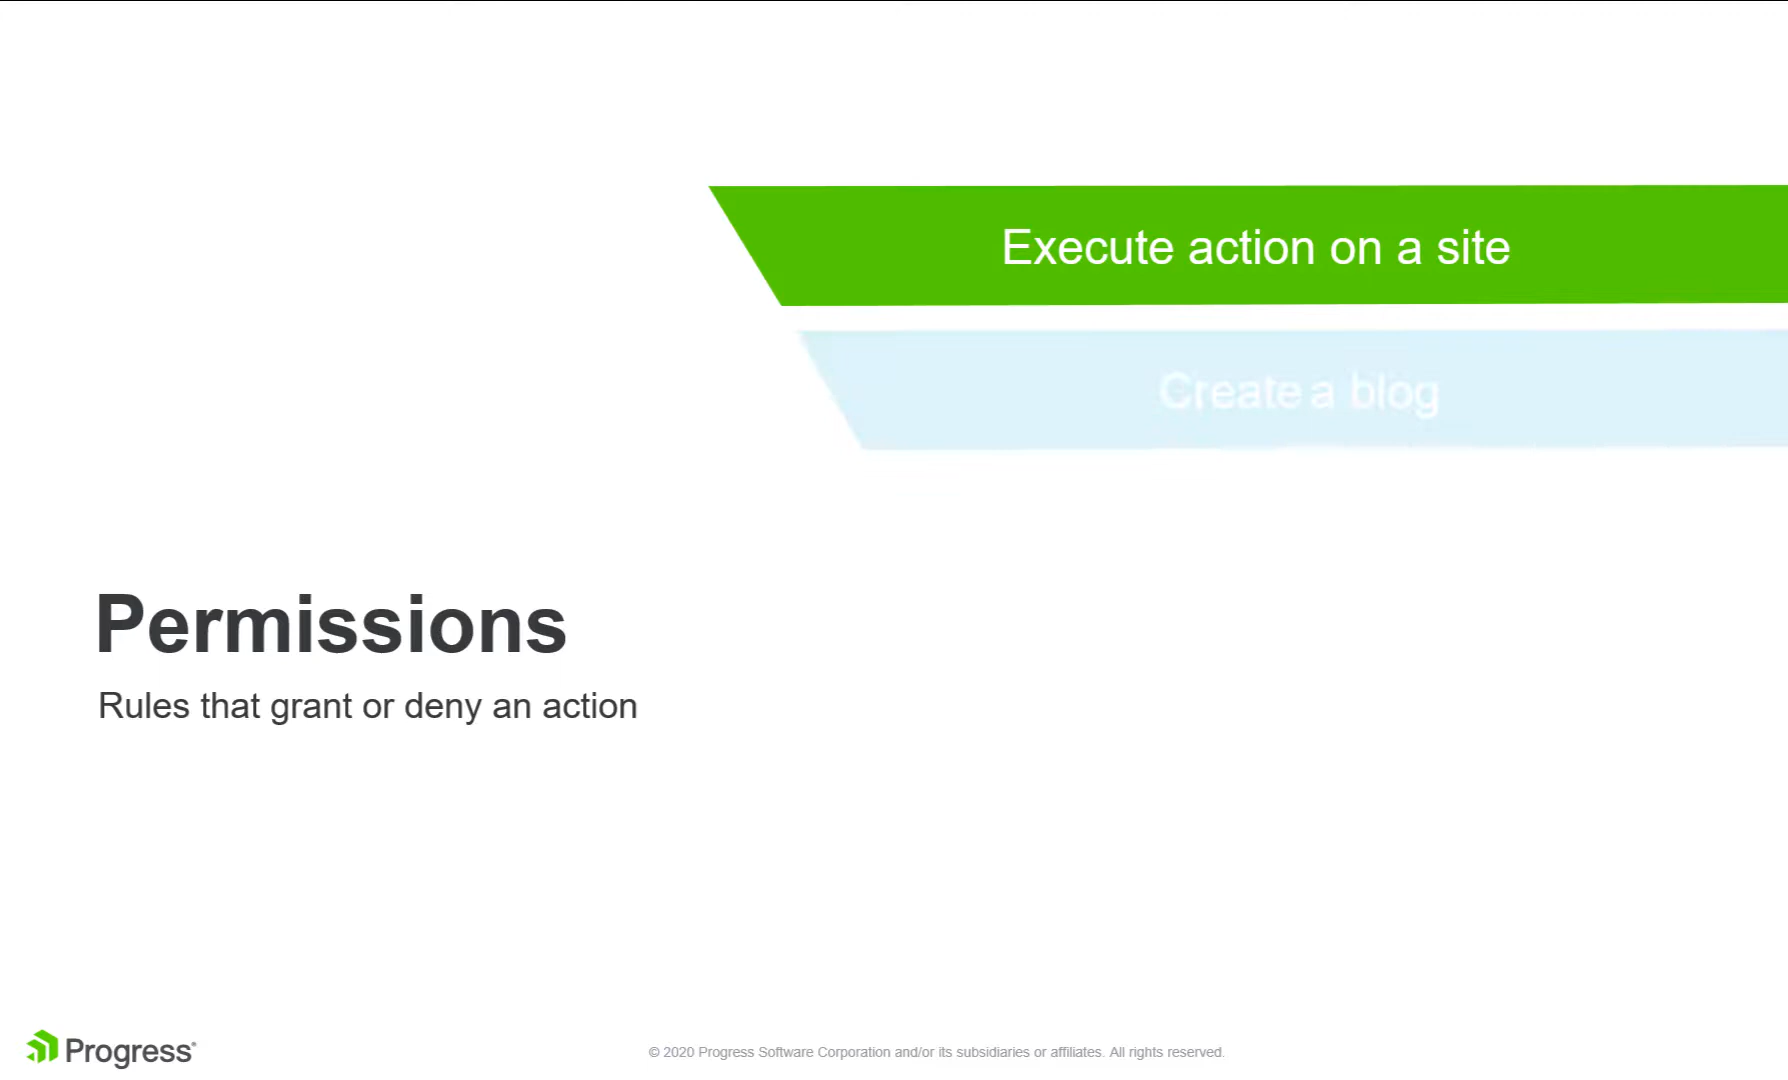 Execute action on a site
Create a blog
Permissions
Rules that grant or deny an action
Progress®
© 2020 Progress Software Corporation and/or its subsidiaries or affiliates. All rights reserved.